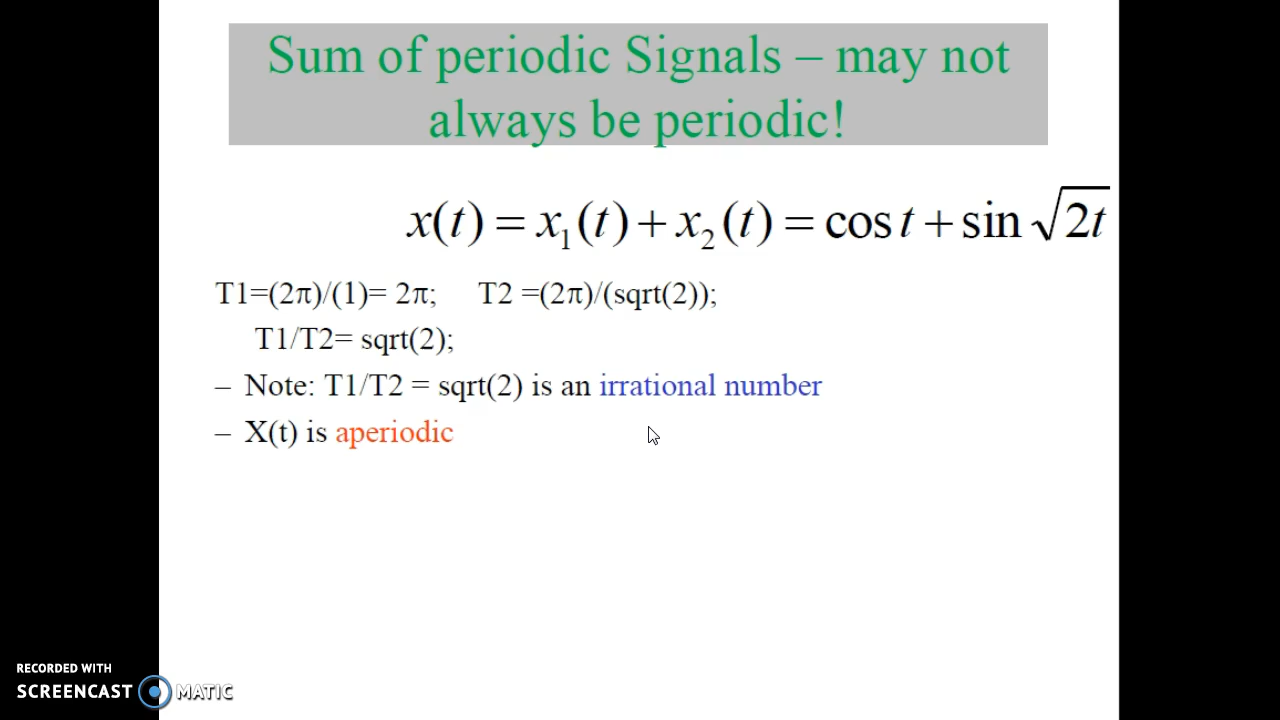 Sum of periodic Signals – may not
always be periodic!
x(t) = x₁(t) + x₂(t) = cos t + sin √2t
T1=(2π)/(1)= 2π; T2 =(2π)/(sqrt(2));
T1/T2= sqrt(2);
– Note: T1/T2 = sqrt(2) is an irrational number
– X(t) is aperiodic
RECORDED WITH
SCREENCAST MATIC